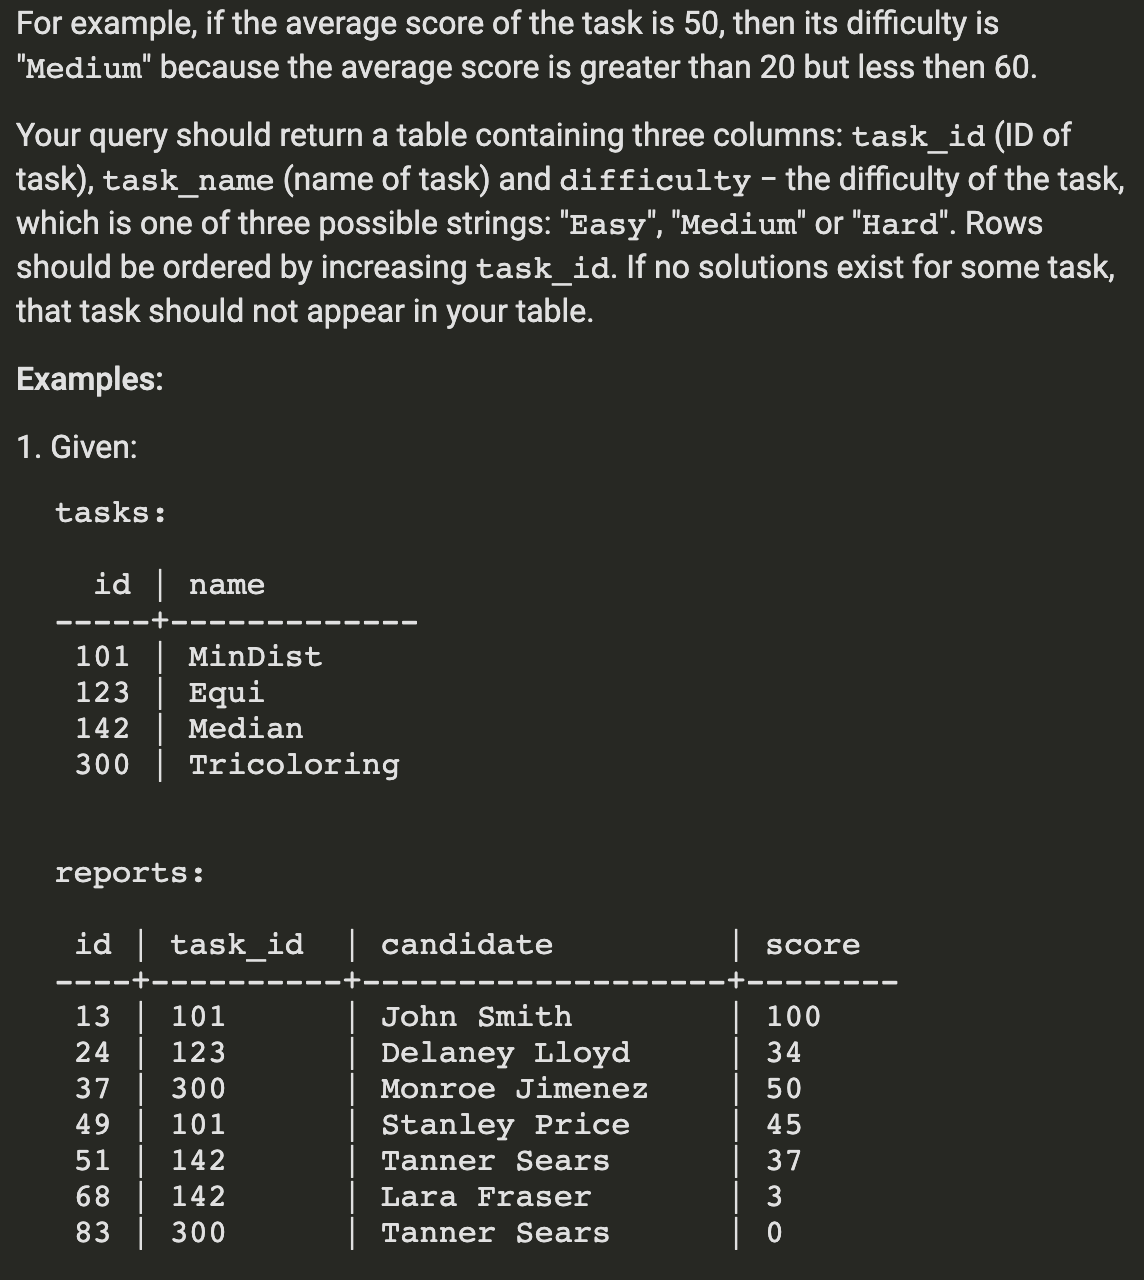 For example, if the average score of the task is 50, then its difficulty is
"Medium" because the average score is greater than 20 but less then 60.
Your query should return a table containing three columns: task_id (ID of
task), task_name (name of task) and difficulty – the difficulty of the task,
which is one of three possible strings: "Easy", "Medium" or "Hard". Rows
should be ordered by increasing task_id. If no solutions exist for some task,
that task should not appear in your table.
Examples:
1. Given:
tasks:
id | name
-----+-------------
101 | MinDist
123 | Equi
142 | Median
300 | Tricoloring
reports:
id | task_id | candidate | score
----+----------+-------------------+--------
13 | 101 | John Smith | 100
24 | 123 | Delaney Lloyd | 34
37 | 300 | Monroe Jimenez | 50
49 | 101 | Stanley Price | 45
51 | 142 | Tanner Sears | 37
68 | 142 | Lara Fraser | 3
83 | 300 | Tanner Sears | 0